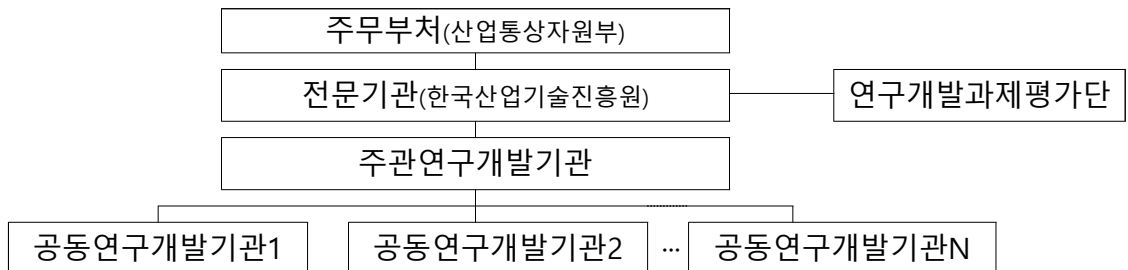 주무부처(산업통상자원부)
전문기관(한국산업기술진흥원)
연구개발과제평가단
주관연구개발기관
공동연구개발기관1
공동연구개발기관2
...
공동연구개발기관N